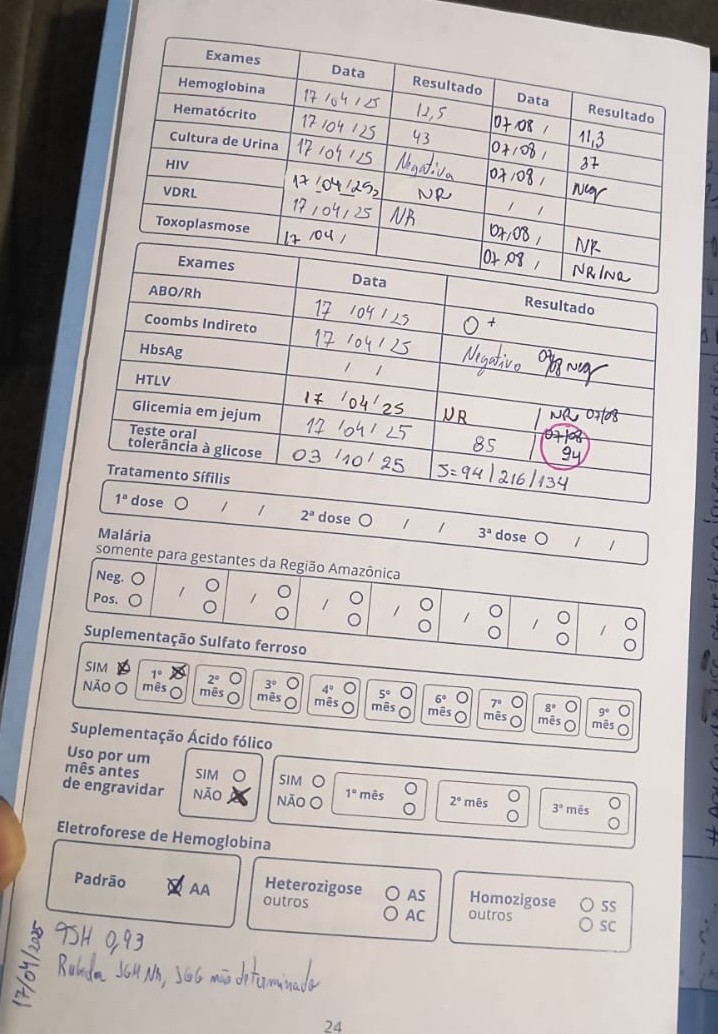 Exames Data Resultado Data Resultado
Hemoglobina 17/04/25 12,5 07/08/ 11,3
Hematócrito 17/04/25 43 07/08/ 37
Cultura de Urina 17/04/25 Negativa 07/08/ Neg
HIV 17/04/25 NR / /
VDRL 17/04/25 NR 07/08/ NR
Toxoplasmose 17/04/ 07/08/ NR/NR
Exames Data Resultado
ABO/Rh 17/04/25 O+
Coombs Indireto 17/04/25 Negativo 07/08 Neg
HbsAg / /
HTLV 17/04/25 NR / NR 07/08
Glicemia em jejum 17/04/25 85 / 07/08 94
Teste oral
tolerância à glicose 03/10/25 J=94/216/134
Tratamento Sífilis
1ª dose / / 2ª dose / / 3ª dose / /
Malária
somente para gestantes da Região Amazônica
Neg. / / / / / / /
Pos.
Suplementação Sulfato ferroso
SIM 1º 2º 3º 4º 5º 6º 7º 8º 9º
NÃO mês mês mês mês mês mês mês mês mês
Suplementação Ácido fólico
Uso por um
mês antes
de engravidar
SIM
NÃO
SIM
NÃO
1º mês 2º mês 3º mês
Eletroforese de Hemoglobina
Padrão AA
Heterozigose AS
outros AC
Homozigose SS
outros SC
17/04/2025
TSH 0,93
IGG não determinado
24